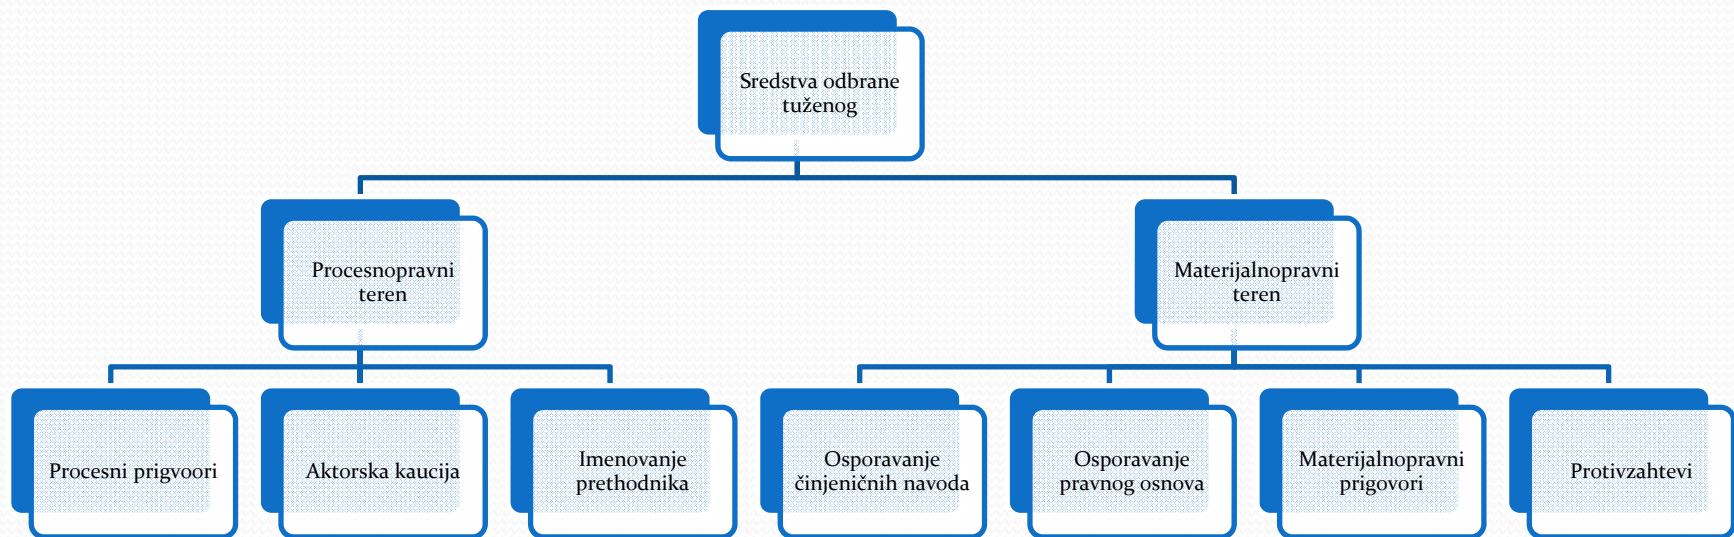 Sredstva odbrane
tuženog
Procesnopravni
teren
Materijalnopravni
teren
Procesni prigvoori
Aktorska kaucija
Imenovanje
prethodnika
Osporavanje
činjeničnih navoda
Osporavanje
pravnog osnova
Materijalnopravni
prigovori
Protivzahtevi